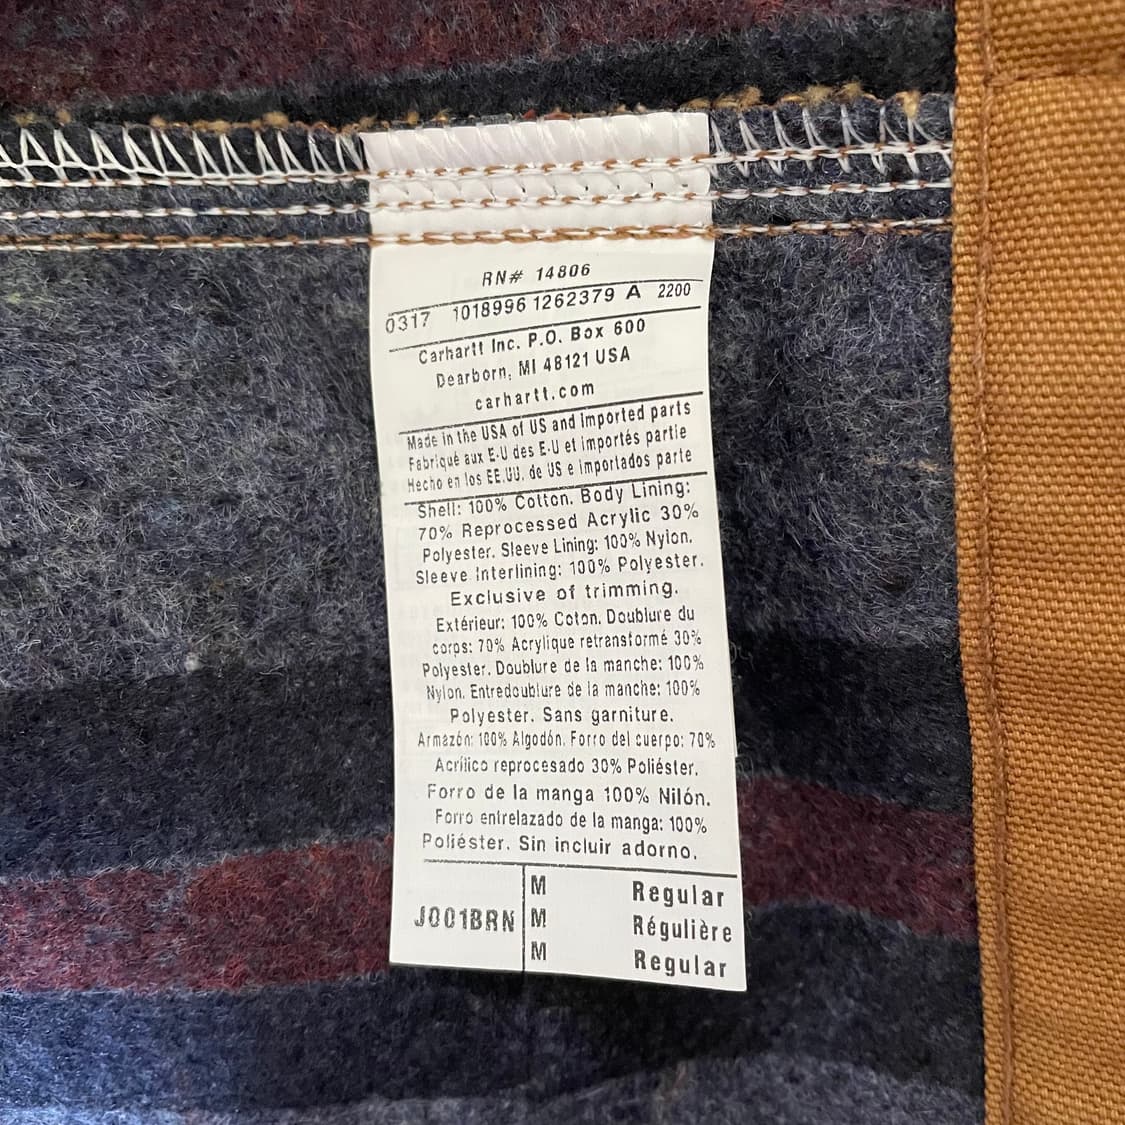 RN# 14806
0317 1018996 1262379 A 2200
Carhartt Inc. P.O. Box 600
Dearborn, MI 48121 USA
carhartt.com
Made in the USA of US and Imported parts
Fabriqué aux E-U des E-U et importés partie
Hecho en los EE.UU. de US e importados parte
Shell: 100% Cotton. Body Lining:
70% Reprocessed Acrylic 30%
Polyester. Sleeve Lining: 100% Nylon.
Sleeve Interlining: 100% Polyester.
Exclusive of trimming.
Extérieur: 100% Coton. Doublure du
corps: 70% Acrylique retransformé 30%
Polyester. Doublure de la manche: 100%
Nylon. Entredoublure de la manche: 100%
Polyester. Sans garniture.
Armazón: 100% Algodón. Forro del cuerpo: 70%
Acrílico reprocesado 30% Poliéster.
Forro de la manga 100% Nilón.
Forro entrelazado de la manga: 100%
Poliéster. Sin incluir adorno.
J001BRN
M Regular
M Régulière
M Regular